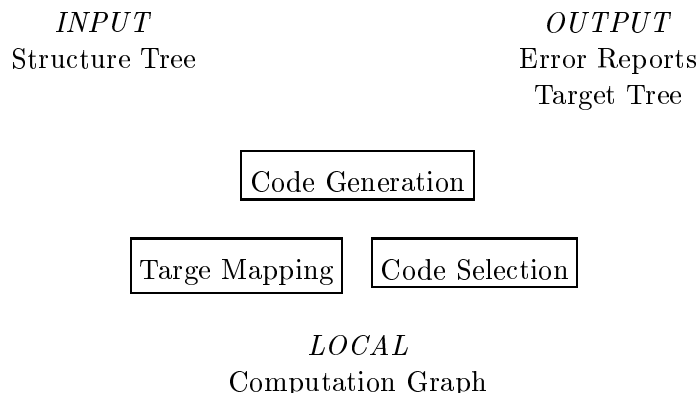 INPUT
Structure Tree
OUTPUT
Error Reports
Target Tree
Code Generation
Targe Mapping
Code Selection
LOCAL
Computation Graph